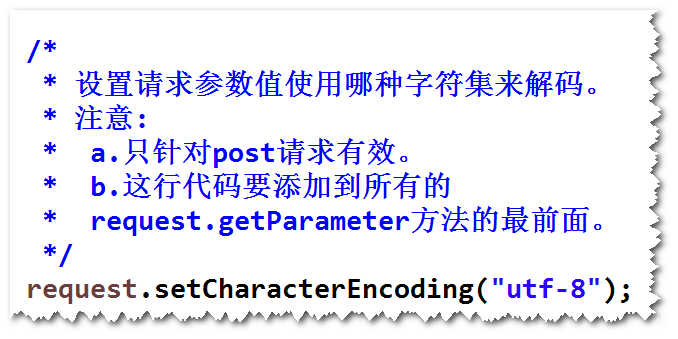 /*
 * 设置请求参数值使用哪种字符集来解码。
 * 注意:
 *  a.只针对post请求有效。
 *  b.这行代码要添加到所有的
 *  request.getParameter方法的最前面。
 */
request.setCharacterEncoding("utf-8");